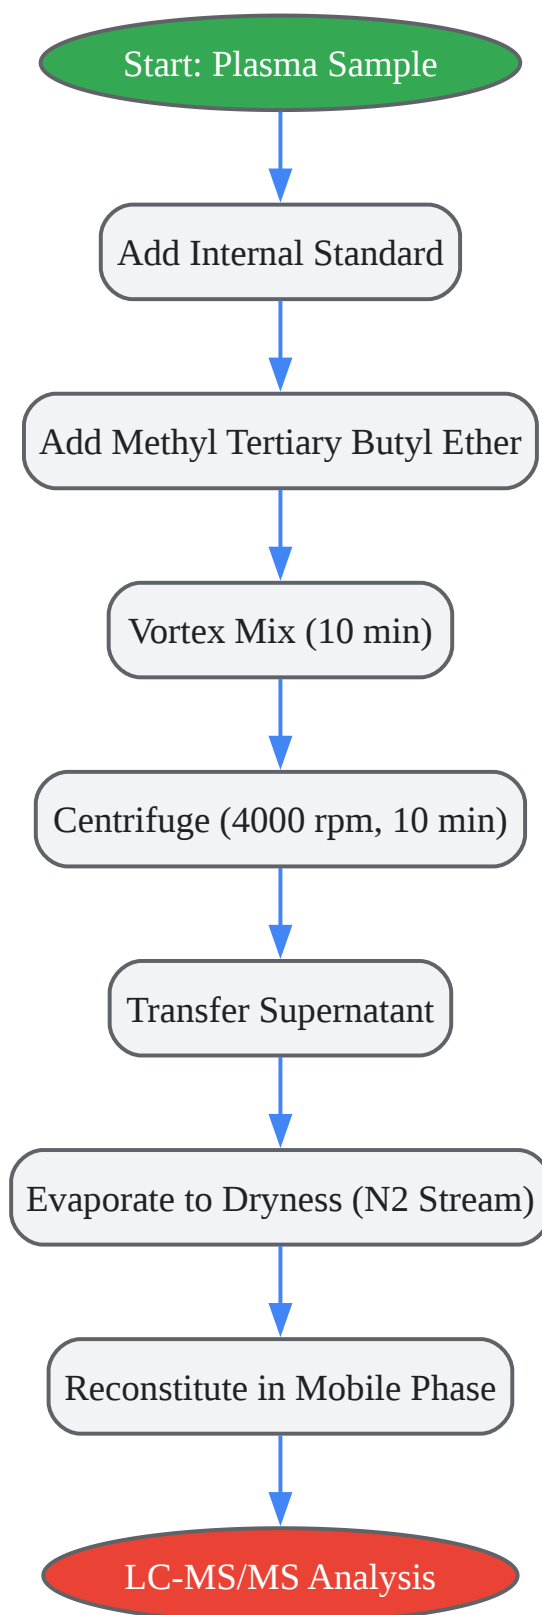 Start: Plasma Sample
Add Internal Standard
Add Methyl Tertiary Butyl Ether
Vortex Mix (10 min)
Centrifuge (4000 rpm, 10 min)
Transfer Supernatant
Evaporate to Dryness (N2 Stream)
Reconstitute in Mobile Phase
LC-MS/MS Analysis